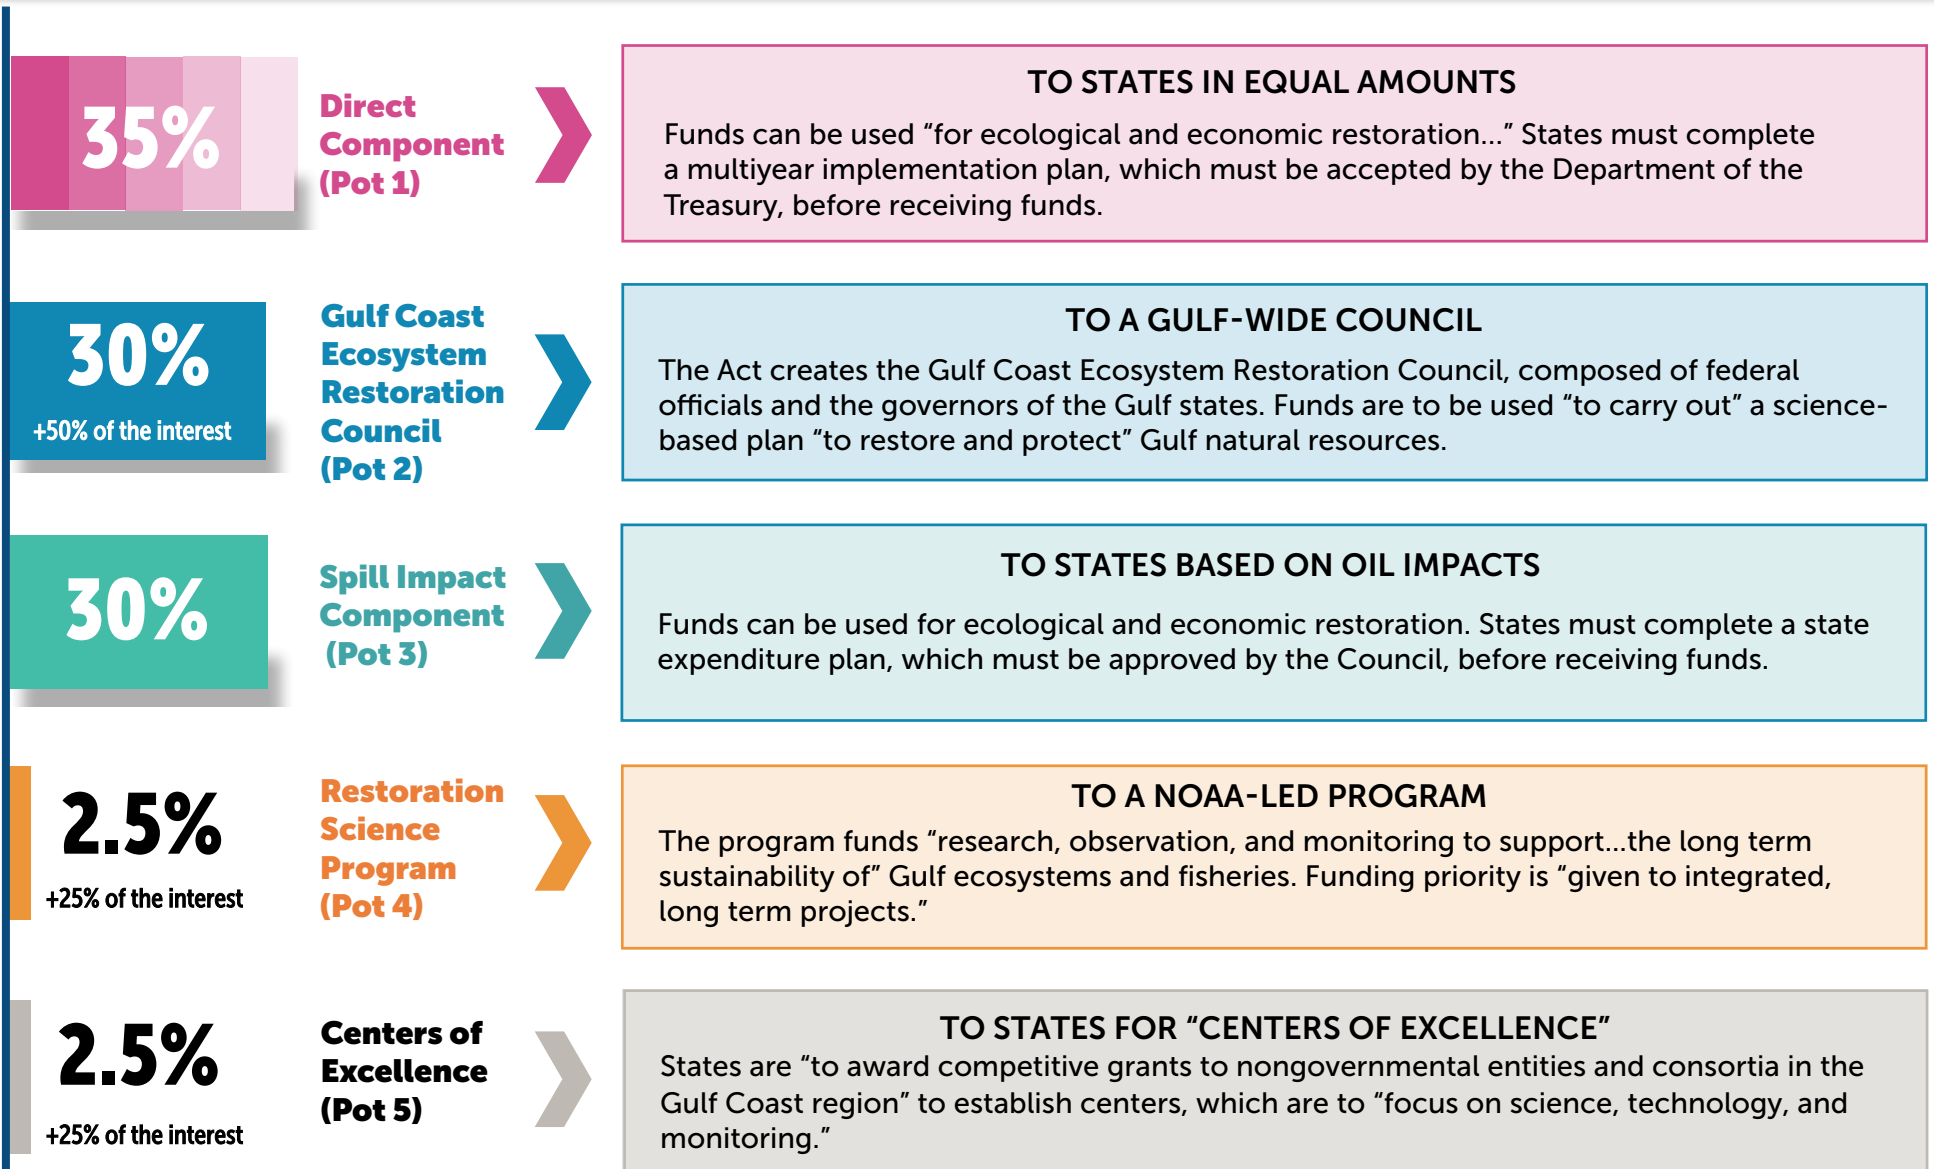 35%
Direct
Component
(Pot 1)
TO STATES IN EQUAL AMOUNTS
Funds can be used “for ecological and economic restoration...” States must complete
a multiyear implementation plan, which must be accepted by the Department of the
Treasury, before receiving funds.
30%
+50% of the interest
Gulf Coast
Ecosystem
Restoration
Council
(Pot 2)
TO A GULF-WIDE COUNCIL
The Act creates the Gulf Coast Ecosystem Restoration Council, composed of federal
officials and the governors of the Gulf states. Funds are to be used “to carry out” a science-
based plan “to restore and protect” Gulf natural resources.
30%
Spill Impact
Component
(Pot 3)
TO STATES BASED ON OIL IMPACTS
Funds can be used for ecological and economic restoration. States must complete a state
expenditure plan, which must be approved by the Council, before receiving funds.
2.5%
+25% of the interest
Restoration
Science
Program
(Pot 4)
TO A NOAA-LED PROGRAM
The program funds “research, observation, and monitoring to support...the long term
sustainability of” Gulf ecosystems and fisheries. Funding priority is “given to integrated,
long term projects.”
2.5%
+25% of the interest
Centers of
Excellence
(Pot 5)
TO STATES FOR “CENTERS OF EXCELLENCE”
States are “to award competitive grants to nongovernmental entities and consortia in the
Gulf Coast region” to establish centers, which are to “focus on science, technology, and
monitoring.”